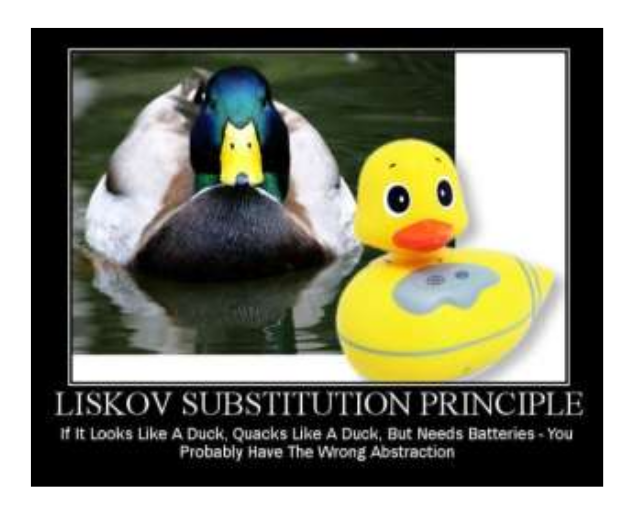 LISKOV SUBSTITUTION PRINCIPLE
If It Looks Like A Duck, Quacks Like A Duck, But Needs Batteries - You
Probably Have The Wrong Abstraction